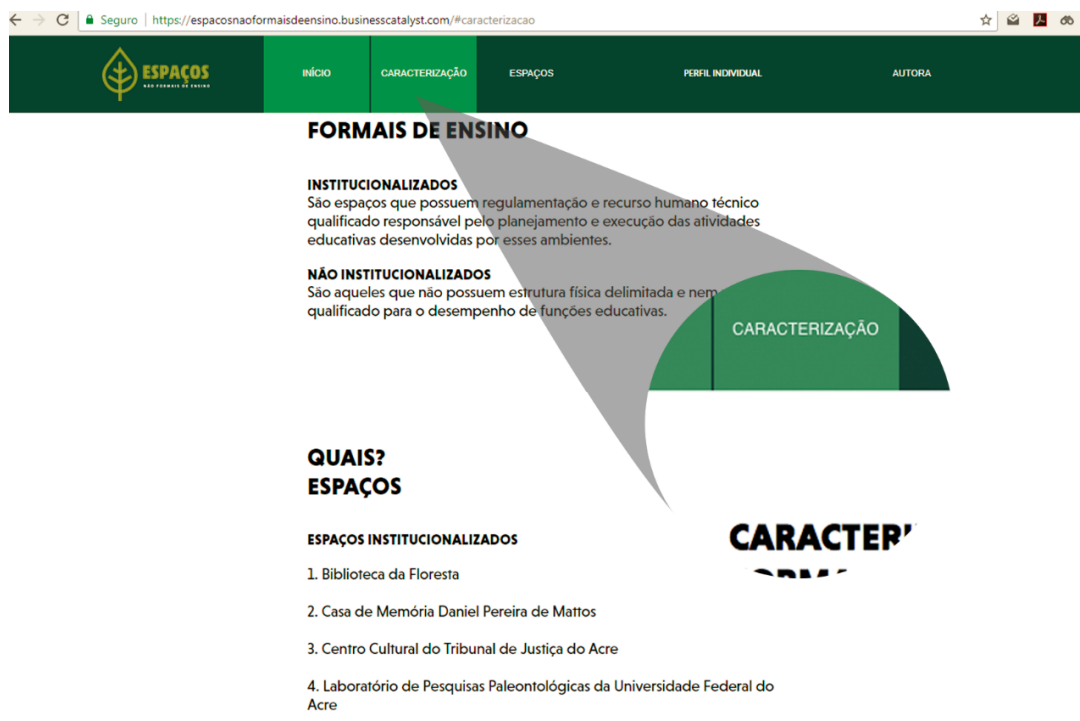 Seguro https://espacosnaoformaisdeensino.businesscatalyst.com/#caracterizacao
ESPAÇOS
NÃO FORMAIS DE ENSINO
INÍCIO
CARACTERIZAÇÃO
ESPAÇOS
PERFIL INDIVIDUAL
AUTORA
FORMAIS DE ENSINO
INSTITUCIONALIZADOS
São espaços que possuem regulamentação e recurso humano técnico
qualificado responsável pelo planejamento e execução das atividades
educativas desenvolvidas por esses ambientes.
NÃO INSTITUCIONALIZADOS
São aqueles que não possuem estrutura física delimitada e nem
qualificado para o desempenho de funções educativas.
CARACTERIZAÇÃO
QUAIS?
ESPAÇOS
CARACTER
ESPAÇOS INSTITUCIONALIZADOS
1. Biblioteca da Floresta
2. Casa de Memória Daniel Pereira de Mattos
3. Centro Cultural do Tribunal de Justiça do Acre
4. Laboratório de Pesquisas Paleontológicas da Universidade Federal do
Acre